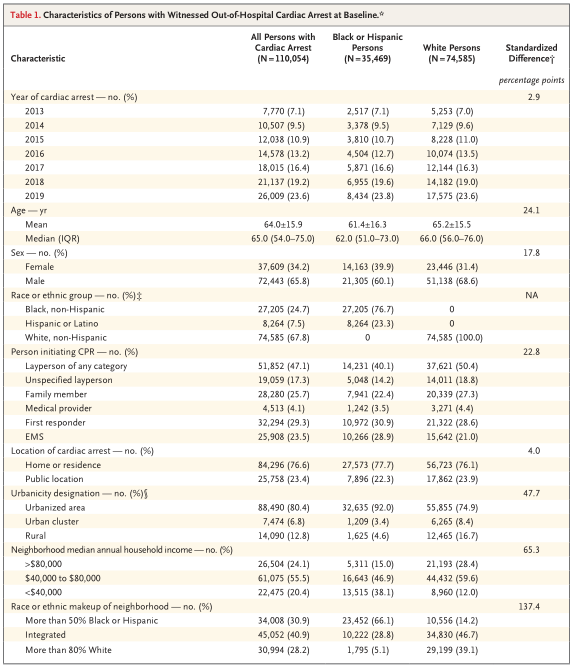 Table 1. Characteristics of Persons with Witnessed Out-of-Hospital Cardiac Arrest at Baseline.*
Characteristic All Persons with Cardiac Arrest (N=110,054) Black or Hispanic Persons (N=35,469) White Persons (N=74,585) Standardized Difference†
percentage points
Year of cardiac arrest — no. (%) 2.9
2013 7,770 (7.1) 2,517 (7.1) 5,253 (7.0)
2014 10,507 (9.5) 3,378 (9.5) 7,129 (9.6)
2015 12,038 (10.9) 3,810 (10.7) 8,228 (11.0)
2016 14,578 (13.2) 4,504 (12.7) 10,074 (13.5)
2017 18,015 (16.4) 5,871 (16.6) 12,144 (16.3)
2018 21,137 (19.2) 6,955 (19.6) 14,182 (19.0)
2019 26,009 (23.6) 8,434 (23.8) 17,575 (23.6)
Age — yr 24.1
Mean 64.0±15.9 61.4±16.3 65.2±15.5
Median (IQR) 65.0 (54.0–75.0) 62.0 (51.0–73.0) 66.0 (56.0–76.0)
Sex — no. (%) 17.8
Female 37,609 (34.2) 14,163 (39.9) 23,446 (31.4)
Male 72,443 (65.8) 21,305 (60.1) 51,138 (68.6)
Race or ethnic group — no. (%)‡ NA
Black, non-Hispanic 27,205 (24.7) 27,205 (76.7) 0
Hispanic or Latino 8,264 (7.5) 8,264 (23.3) 0
White, non-Hispanic 74,585 (67.8) 0 74,585 (100.0)
Person initiating CPR — no. (%) 22.8
Layperson of any category 51,852 (47.1) 14,231 (40.1) 37,621 (50.4)
Unspecified layperson 19,059 (17.3) 5,048 (14.2) 14,011 (18.8)
Family member 28,280 (25.7) 7,941 (22.4) 20,339 (27.3)
Medical provider 4,513 (4.1) 1,242 (3.5) 3,271 (4.4)
First responder 32,294 (29.3) 10,972 (30.9) 21,322 (28.6)
EMS 25,908 (23.5) 10,266 (28.9) 15,642 (21.0)
Location of cardiac arrest — no. (%) 4.0
Home or residence 84,296 (76.6) 27,573 (77.7) 56,723 (76.1)
Public location 25,758 (23.4) 7,896 (22.3) 17,862 (23.9)
Urbanicity designation — no. (%)§ 47.7
Urbanized area 88,490 (80.4) 32,635 (92.0) 55,855 (74.9)
Urban cluster 7,474 (6.8) 1,209 (3.4) 6,265 (8.4)
Rural 14,090 (12.8) 1,625 (4.6) 12,465 (16.7)
Neighborhood median annual household income — no. (%) 65.3
>$80,000 26,504 (24.1) 5,311 (15.0) 21,193 (28.4)
$40,000 to $80,000 61,075 (55.5) 16,643 (46.9) 44,432 (59.6)
<$40,000 22,475 (20.4) 13,515 (38.1) 8,960 (12.0)
Race or ethnic makeup of neighborhood — no. (%) 137.4
More than 50% Black or Hispanic 34,008 (30.9) 23,452 (66.1) 10,556 (14.2)
Integrated 45,052 (40.9) 10,222 (28.8) 34,830 (46.7)
More than 80% White 30,994 (28.2) 1,795 (5.1) 29,199 (39.1)